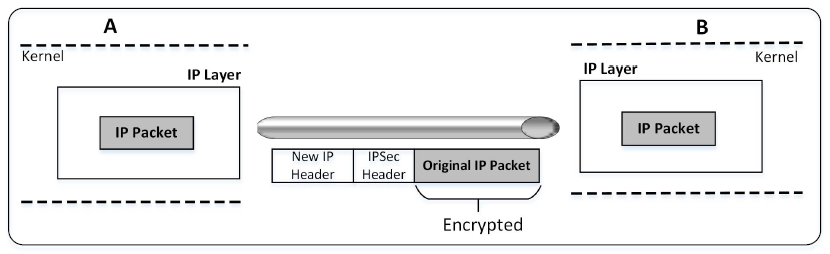 A
Kernel
IP Layer
IP Packet
New IP
Header
IPSec
Header
Original IP Packet
Encrypted
B
Kernel
IP Layer
IP Packet